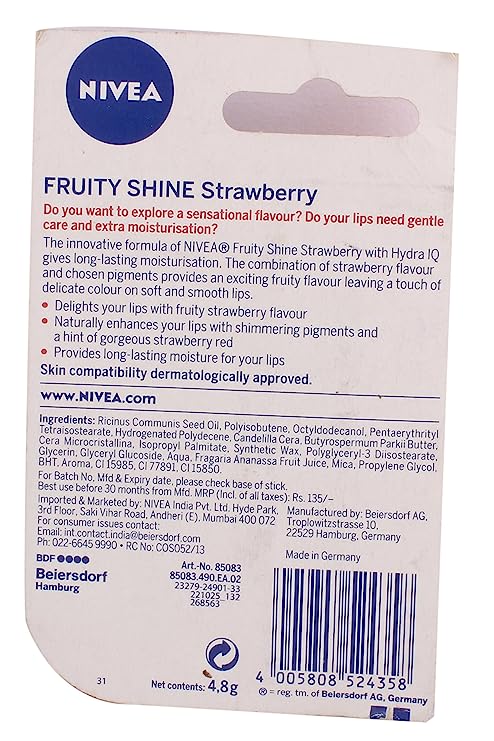 NIVEA
FRUITY SHINE Strawberry
Do you want to explore a sensational flavour? Do your lips need gentle
care and extra moisturisation?
The innovative formula of NIVEA® Fruity Shine Strawberry with Hydra IQ
gives long-lasting moisturisation. The combination of strawberry flavour
and chosen pigments provides an exciting fruity flavour leaving a touch of
delicate colour on soft and smooth lips.
• Delights your lips with fruity strawberry flavour
• Naturally enhances your lips with shimmering pigments and
a hint of gorgeous strawberry red
• Provides long-lasting moisture for your lips
Skin compatibility dermatologically approved.
www.NIVEA.com
Ingredients: Ricinus Communis Seed Oil, Polyisobutene, Octyldodecanol, Pentaerythrityl
Tetraisostearate, Hydrogenated Polydecene, Candelilla Cera, Butyrospermum Parkii Butter,
Cera Microcristallina, Isopropyl Palmitate, Synthetic Wax, Polyglyceryl-3 Diisostearate,
Glycerin, Glyceryl Glucoside, Aqua, Fragaria Ananassa Fruit Juice, Mica, Propylene Glycol,
BHT, Aroma, CI 15985, CI 77891, CI 15850.
For Batch No, Mfd & Expiry date, please check base of stick.
Best use before 30 months from Mfd. MRP (Incl. of all taxes): Rs. 135/-
Imported & Marketed by: NIVEA India Pvt. Ltd. Hyde Park,
3rd Floor, Saki Vihar Road, Andheri (E), Mumbai 400 072
For consumer issues contact:
Email: int.contact.india@beiersdorf.com
Ph: 022-6645 9990 • RC No: COS052/13
Manufactured by: Beiersdorf AG,
Troplowitzstrasse 10,
22529 Hamburg, Germany
Made in Germany
BDF ●●●●
Beiersdorf
Hamburg
Art.-No. 85083
85083.490.EA.02
23279-24901-33
221025_132
268563
31
Net contents: 4,8g
4 005808 524358
® = reg. tm. of Beiersdorf AG, Germany